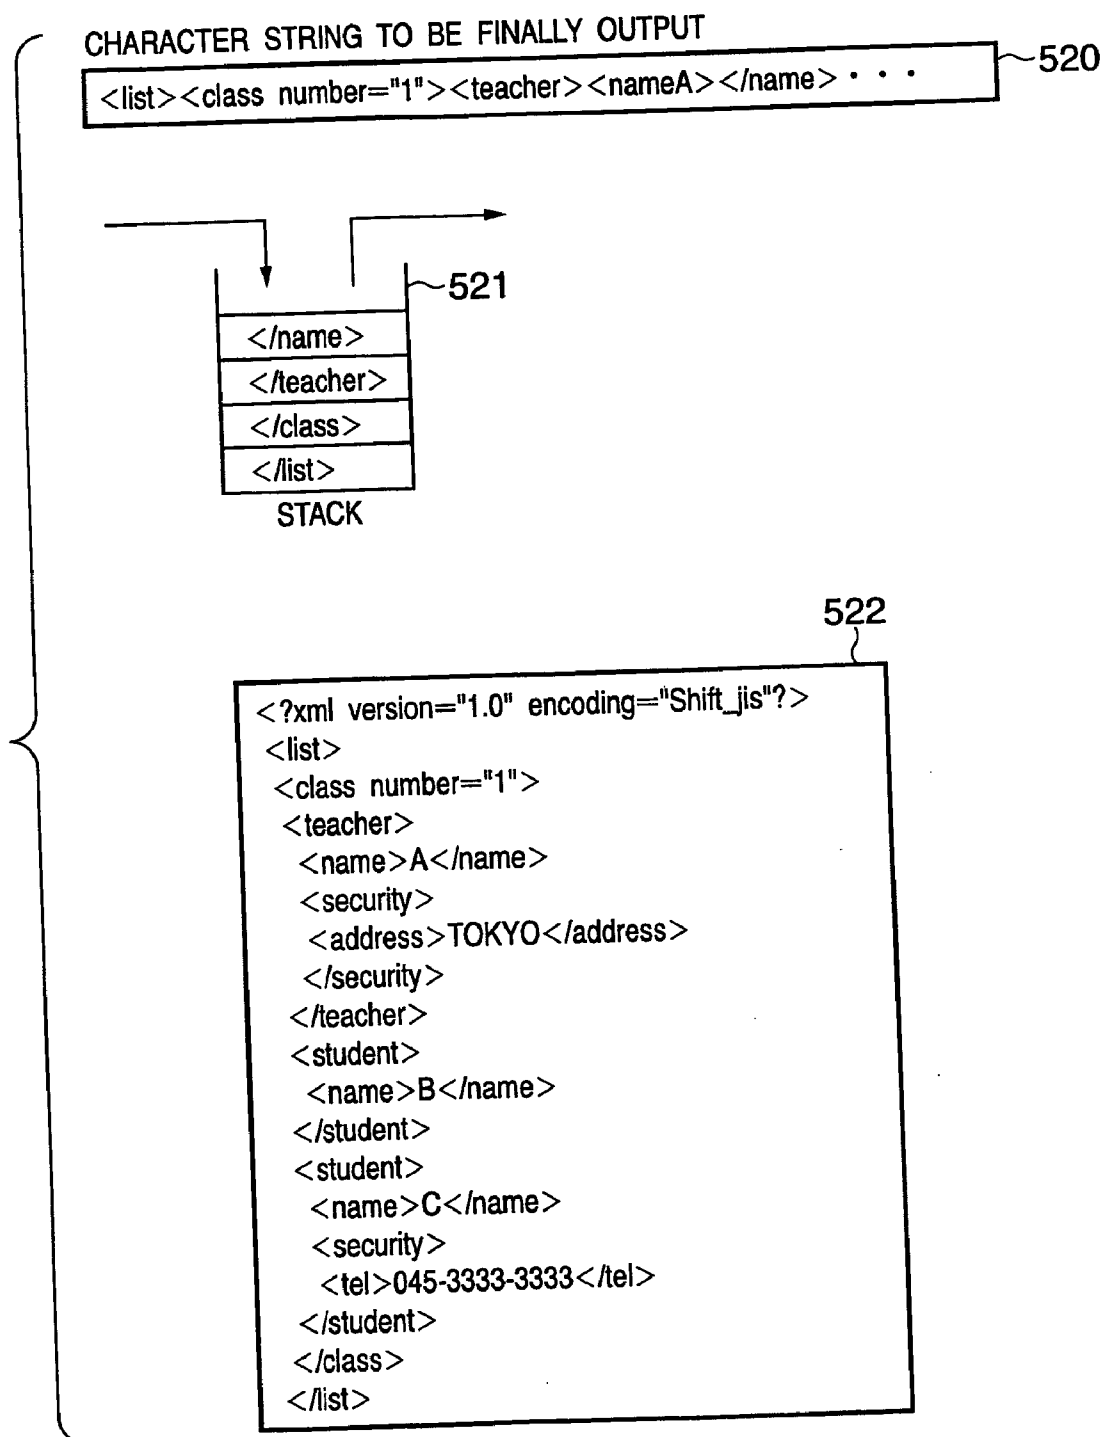 CHARACTER STRING TO BE FINALLY OUTPUT
<list><class number="1"><teacher><nameA></name> • • •
520
521
</name>
</teacher>
</class>
</list>
STACK
522
<?xml version="1.0" encoding="Shift_jis"?>
<list>
<class number="1">
<teacher>
<name>A</name>
<security>
<address>TOKYO</address>
</security>
</teacher>
<student>
<name>B</name>
</student>
<student>
<name>C</name>
<security>
<tel>045-3333-3333</tel>
</student>
</class>
</list>